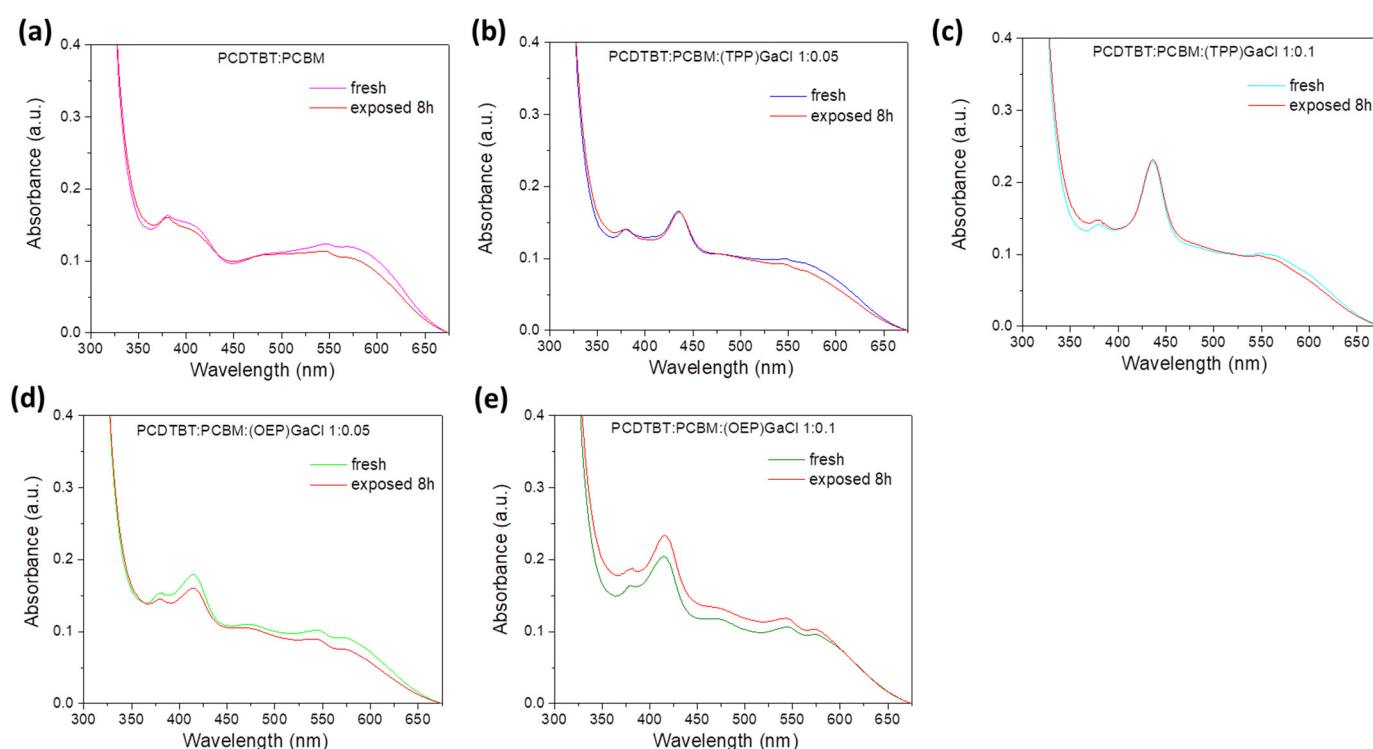 (a)
PCDTBT:PCBM
fresh
exposed 8h
Absorbance (a.u.)
0.4
0.3
0.2
0.1
0.0
300 350 400 450 500 550 600 650
Wavelength (nm)
(b)
PCDTBT:PCBM:(TPP)GaCl 1:0.05
fresh
exposed 8h
Absorbance (a.u.)
0.4
0.3
0.2
0.1
0.0
300 350 400 450 500 550 600 650
Wavelength (nm)
(c)
PCDTBT:PCBM:(TPP)GaCl 1:0.1
fresh
exposed 8h
Absorbance (a.u.)
0.4
0.3
0.2
0.1
0.0
300 350 400 450 500 550 600 650
Wavelength (nm)
(d)
PCDTBT:PCBM:(OEP)GaCl 1:0.05
fresh
exposed 8h
Absorbance (a.u.)
0.4
0.3
0.2
0.1
0.0
300 350 400 450 500 550 600 650
Wavelength (nm)
(e)
PCDTBT:PCBM:(OEP)GaCl 1:0.1
fresh
exposed 8h
Absorbance (a.u.)
0.4
0.3
0.2
0.1
0.0
300 350 400 450 500 550 600 650
Wavelength (nm)